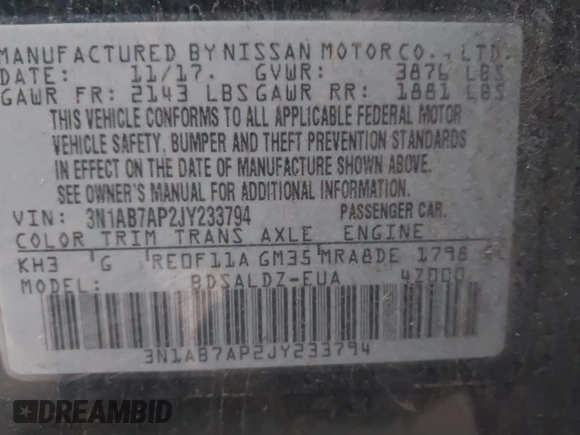 MANUFACTURED BY NISSAN MOTOR CO., LTD.
DATE: 11/17. GVWR: 3876 LBS
GAWR FR: 2143 LBS GAWR RR: 1881 LBS
THIS VEHICLE CONFORMS TO ALL APPLICABLE FEDERAL MOTOR
VEHICLE SAFETY, BUMPER AND THEFT PREVENTION STANDARDS
IN EFFECT ON THE DATE OF MANUFACTURE SHOWN ABOVE.
SEE OWNER'S MANUAL FOR ADDITIONAL INFORMATION.
VIN: 3N1AB7AP2JY233794 PASSENGER CAR.
COLOR TRIM TRANS AXLE ENGINE
KH3 G RE0F11A GM35 MRA8DE 1798
MODEL: BDSALDZ-EUA 42000
3N1AB7AP2JY233794
DREAMBID